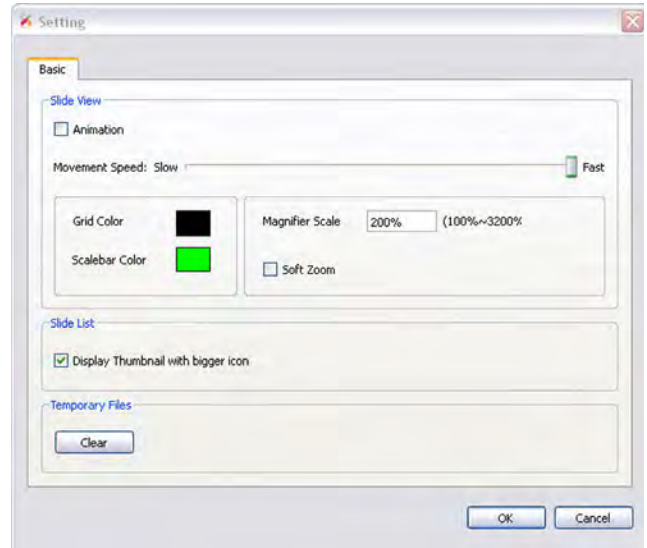 Setting
Basic
Slide View
Animation
Movement Speed: Slow Fast
Grid Color
Scalebar Color
Magnifier Scale 200% (100%~3200%
Soft Zoom
Slide List
Display Thumbnail with bigger icon
Temporary Files
Clear
OK Cancel